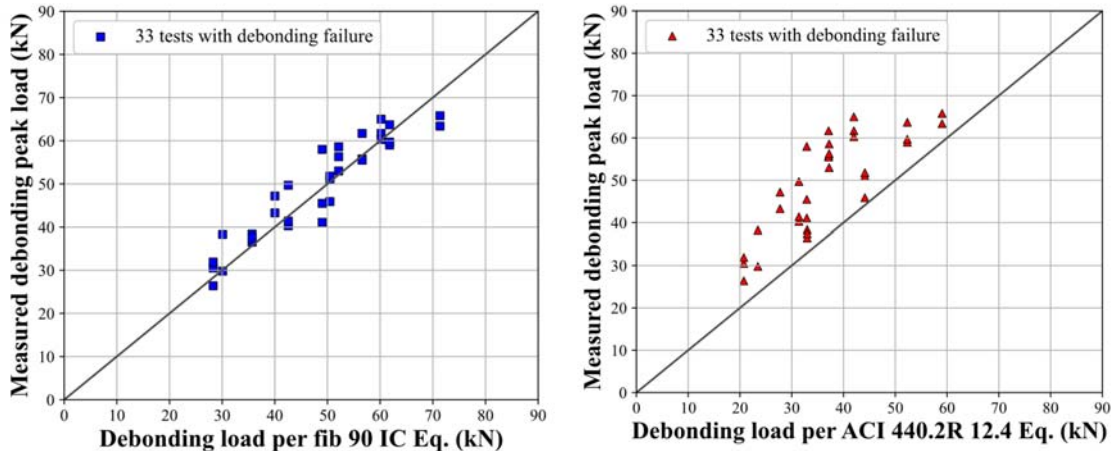 33 tests with debonding failure
Measured debonding peak load (kN)
90
80
70
60
50
40
30
20
10
0
0 10 20 30 40 50 60 70 80 90
Debonding load per fib 90 IC Eq. (kN)
33 tests with debonding failure
Measured debonding peak load (kN)
90
80
70
60
50
40
30
20
10
0
0 10 20 30 40 50 60 70 80 90
Debonding load per ACI 440.2R 12.4 Eq. (kN)